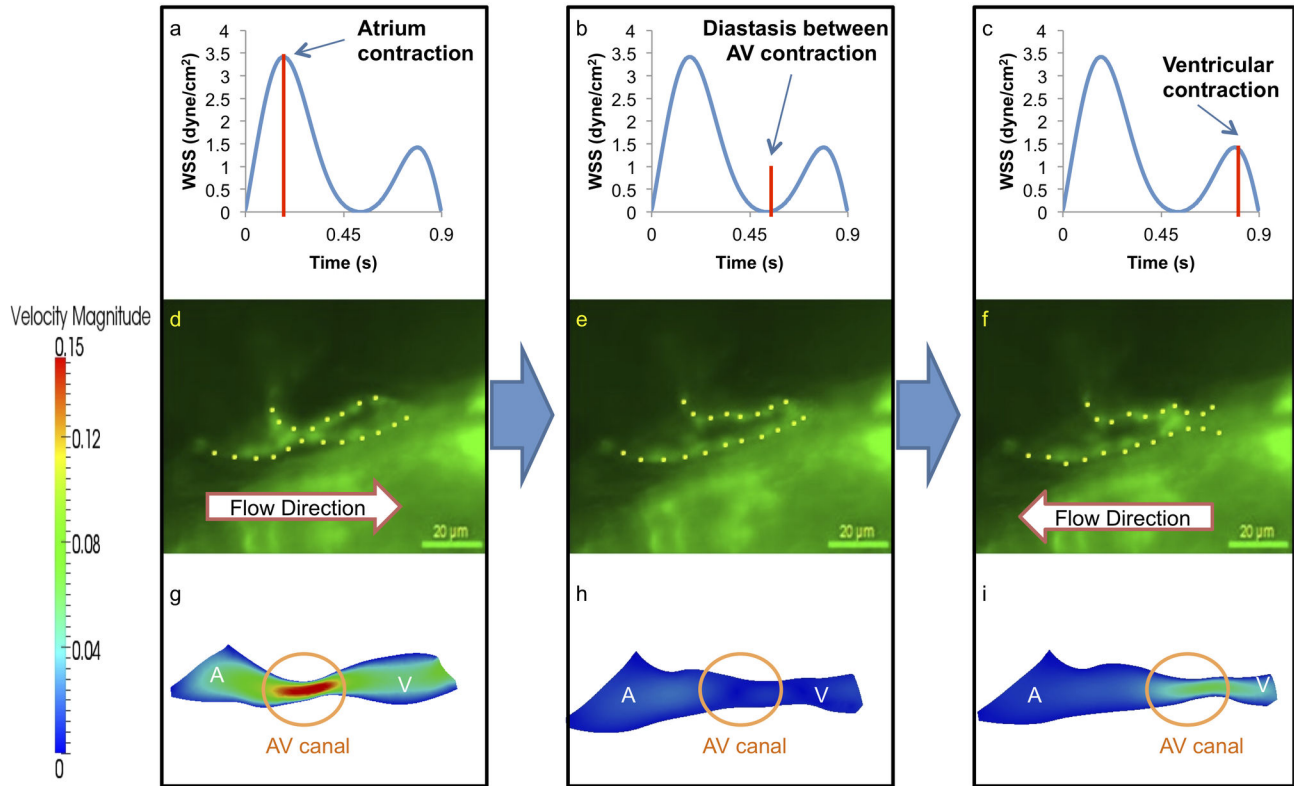 a
Atrium
contraction
WSS (dyne/cm²)
4
3.5
3
2.5
2
1.5
1
0.5
0
0
0.45
0.9
Time (s)
b
Diastasis between
AV contraction
WSS (dyne/cm²)
4
3.5
3
2.5
2
1.5
1
0.5
0
0
0.45
0.9
Time (s)
c
Ventricular
contraction
WSS (dyne/cm²)
4
3.5
3
2.5
2
1.5
1
0.5
0
0
0.45
0.9
Time (s)
Velocity Magnitude
0.15
0.12
0.08
0.04
0
d
Flow Direction
20 µm
e
20 µm
f
Flow Direction
20 µm
g
A
V
AV canal
h
A
V
AV canal
i
A
V
AV canal